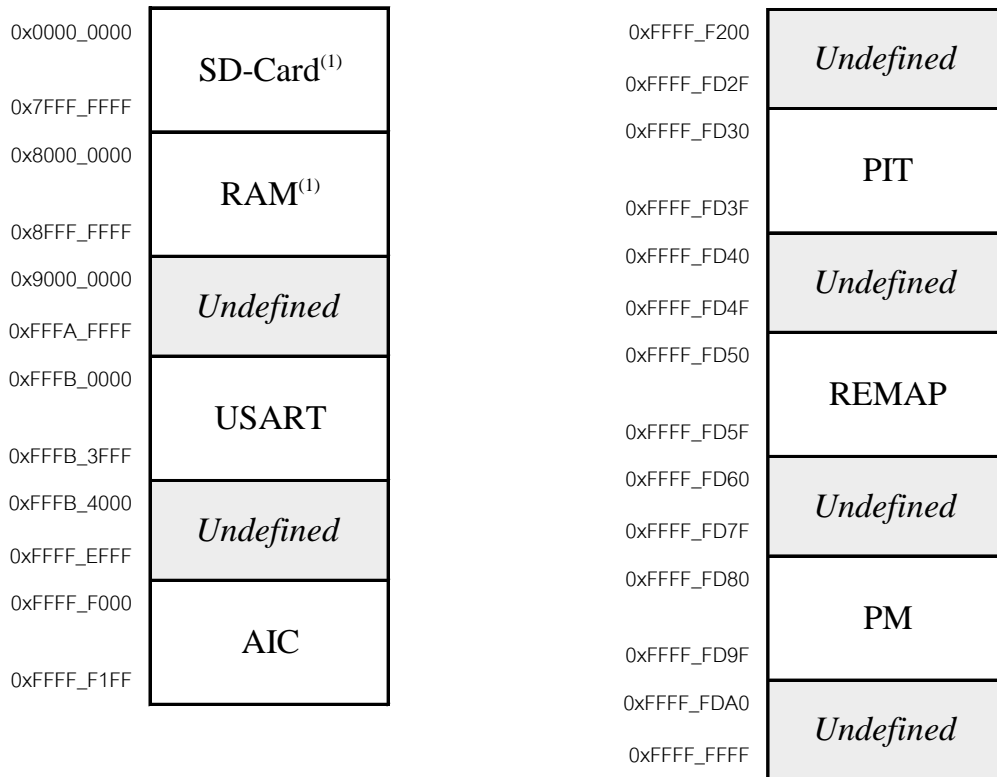 0x0000_0000
SD-Card(1)
0x7FFF_FFFF
0x8000_0000
RAM(1)
0x8FFF_FFFF
0x9000_0000
Undefined
0xFFFA_FFFF
0xFFFB_0000
USART
0xFFFB_3FFF
0xFFFB_4000
Undefined
0xFFFF_EFFF
0xFFFF_F000
AIC
0xFFFF_F1FF
0xFFFF_F200
Undefined
0xFFFF_FD2F
0xFFFF_FD30
PIT
0xFFFF_FD3F
0xFFFF_FD40
Undefined
0xFFFF_FD4F
0xFFFF_FD50
REMAP
0xFFFF_FD5F
0xFFFF_FD60
Undefined
0xFFFF_FD7F
0xFFFF_FD80
PM
0xFFFF_FD9F
0xFFFF_FDA0
Undefined
0xFFFF_FFFF